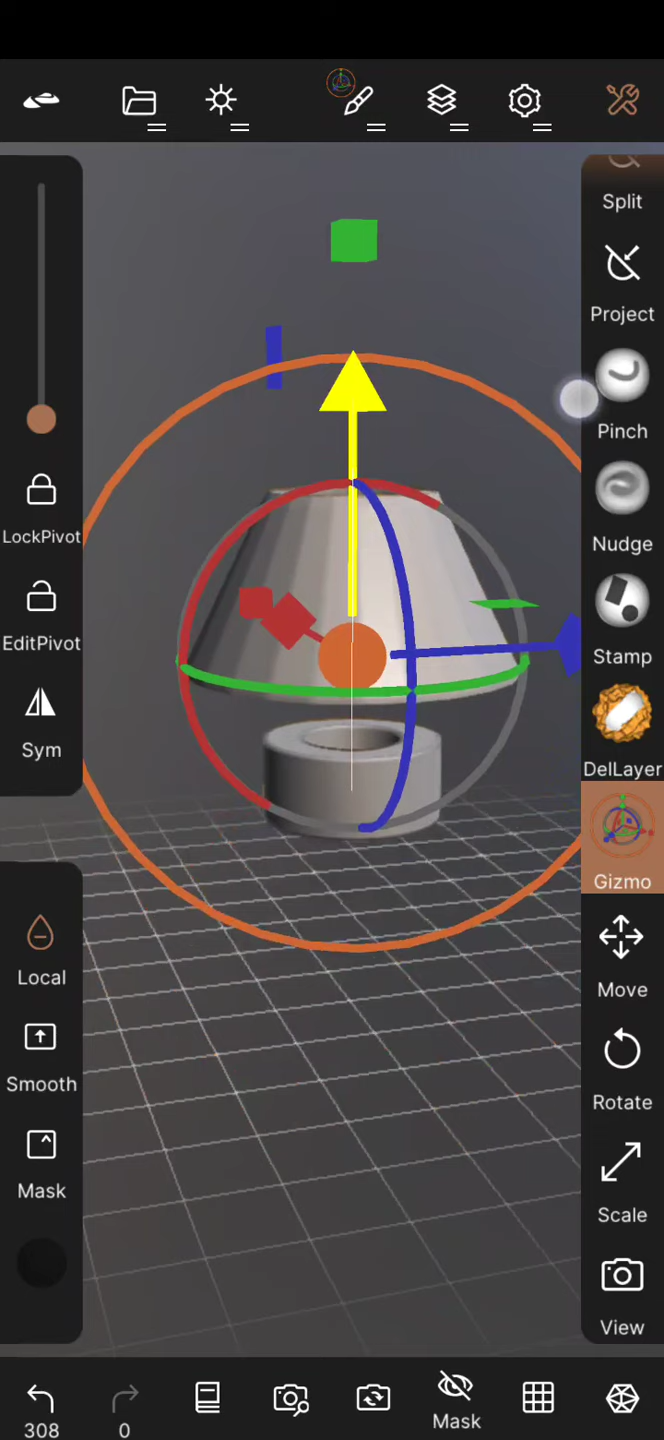 Split
Project
Pinch
Nudge
Stamp
DelLayer
Gizmo
Move
Rotate
Scale
View
LockPivot
EditPivot
Sym
Local
Smooth
Mask
308
0
Mask